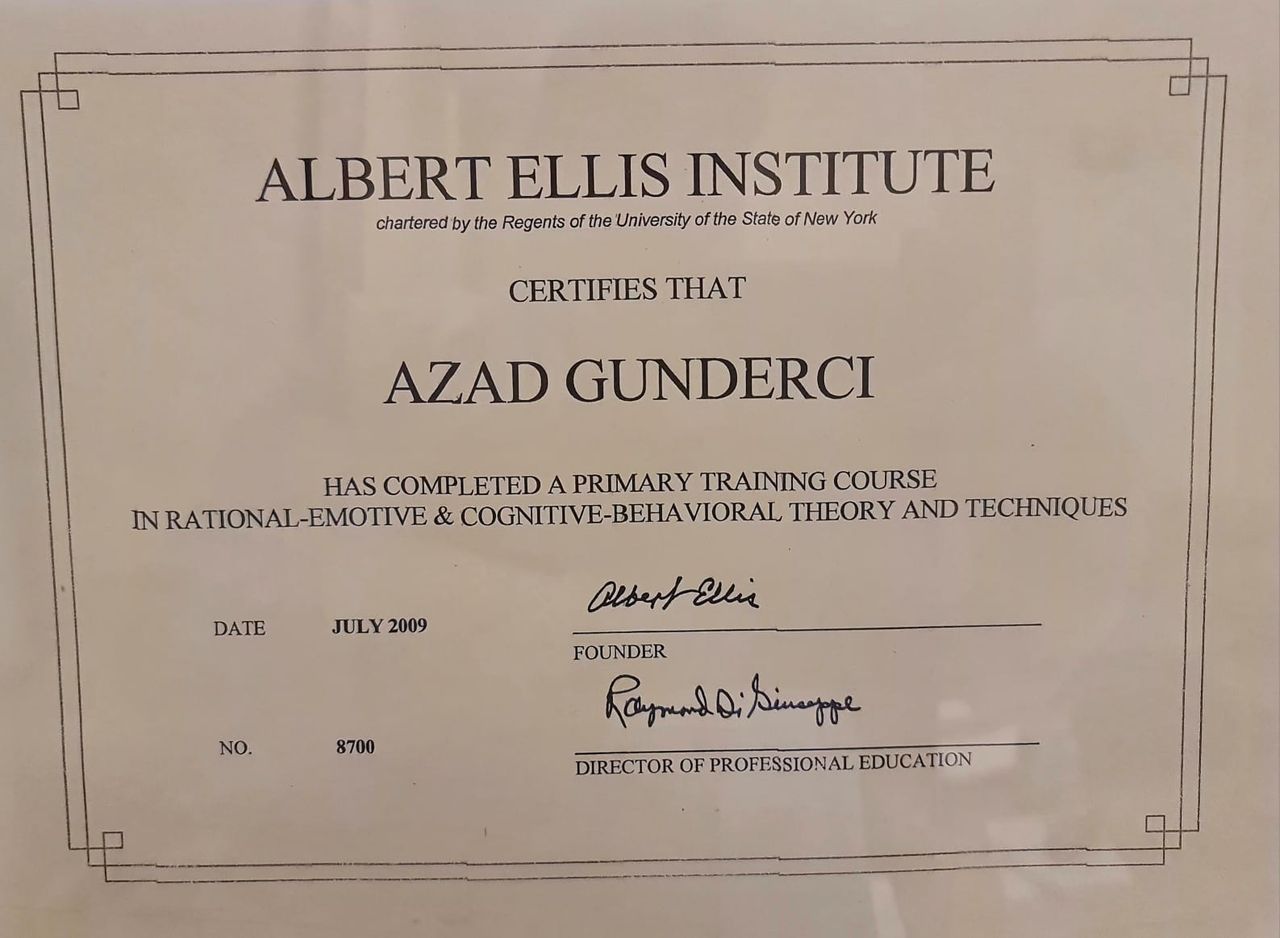 ALBERT ELLIS INSTITUTE
chartered by the Regents of the University of the State of New York
CERTIFIES THAT
AZAD GUNDERCI
HAS COMPLETED A PRIMARY TRAINING COURSE
IN RATIONAL-EMOTIVE & COGNITIVE-BEHAVIORAL THEORY AND TECHNIQUES
Albert Ellis
DATE JULY 2009
FOUNDER
Raymond Di Giuseppe
NO. 8700
DIRECTOR OF PROFESSIONAL EDUCATION